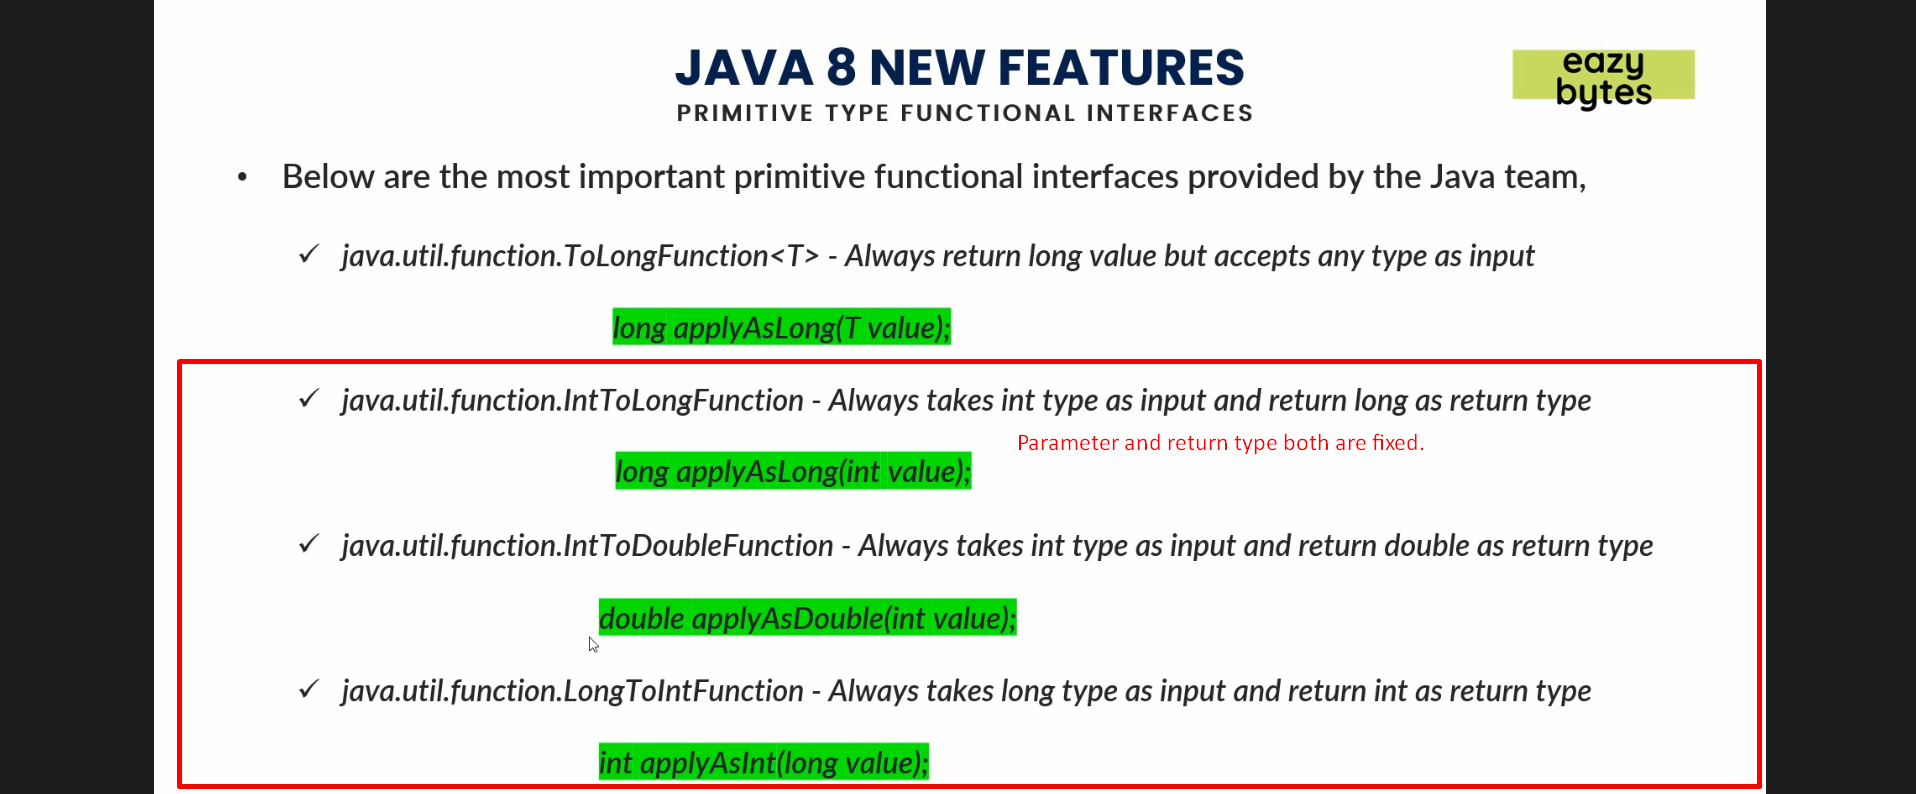 JAVA 8 NEW FEATURES
PRIMITIVE TYPE FUNCTIONAL INTERFACES
eazy
bytes
• Below are the most important primitive functional interfaces provided by the Java team,
✓ java.util.function.ToLongFunction<T> - Always return long value but accepts any type as input
long applyAsLong(T value);
✓ java.util.function.IntToLongFunction - Always takes int type as input and return long as return type
Parameter and return type both are fixed.
long applyAsLong(int value);
✓ java.util.function.IntToDoubleFunction - Always takes int type as input and return double as return type
double applyAsDouble(int value);
✓ java.util.function.LongToIntFunction - Always takes long type as input and return int as return type
int applyAsInt(long value);